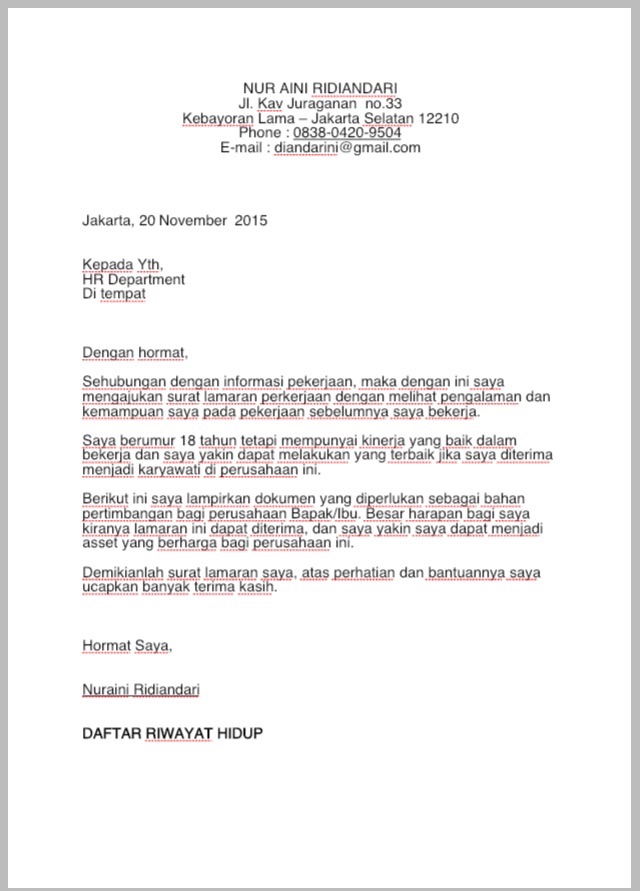 NUR AINI RIDIANDARI
Jl. Kav Juraganan no.33
Kebayoran Lama – Jakarta Selatan 12210
Phone : 0838-0420-9504
E-mail : diandarini@gmail.com
Jakarta, 20 November 2015
Kepada Yth,
HR Department
Di tempat
Dengan hormat,
Sehubungan dengan informasi pekerjaan, maka dengan ini saya
mengajukan surat lamaran perkerjaan dengan melihat pengalaman dan
kemampuan saya pada pekerjaan sebelumnya saya bekerja.
Saya berumur 18 tahun tetapi mempunyai kinerja yang baik dalam
bekerja dan saya yakin dapat melakukan yang terbaik jika saya diterima
menjadi karyawati di perusahaan ini.
Berikut ini saya lampirkan dokumen yang diperlukan sebagai bahan
pertimbangan bagi perusahaan Bapak/Ibu. Besar harapan bagi saya
kiranya lamaran ini dapat diterima, dan saya yakin saya dapat menjadi
asset yang berharga bagi perusahaan ini.
Demikianlah surat lamaran saya, atas perhatian dan bantuannya saya
ucapkan banyak terima kasih.
Hormat Saya,
Nuraini Ridiandari
DAFTAR RIWAYAT HIDUP